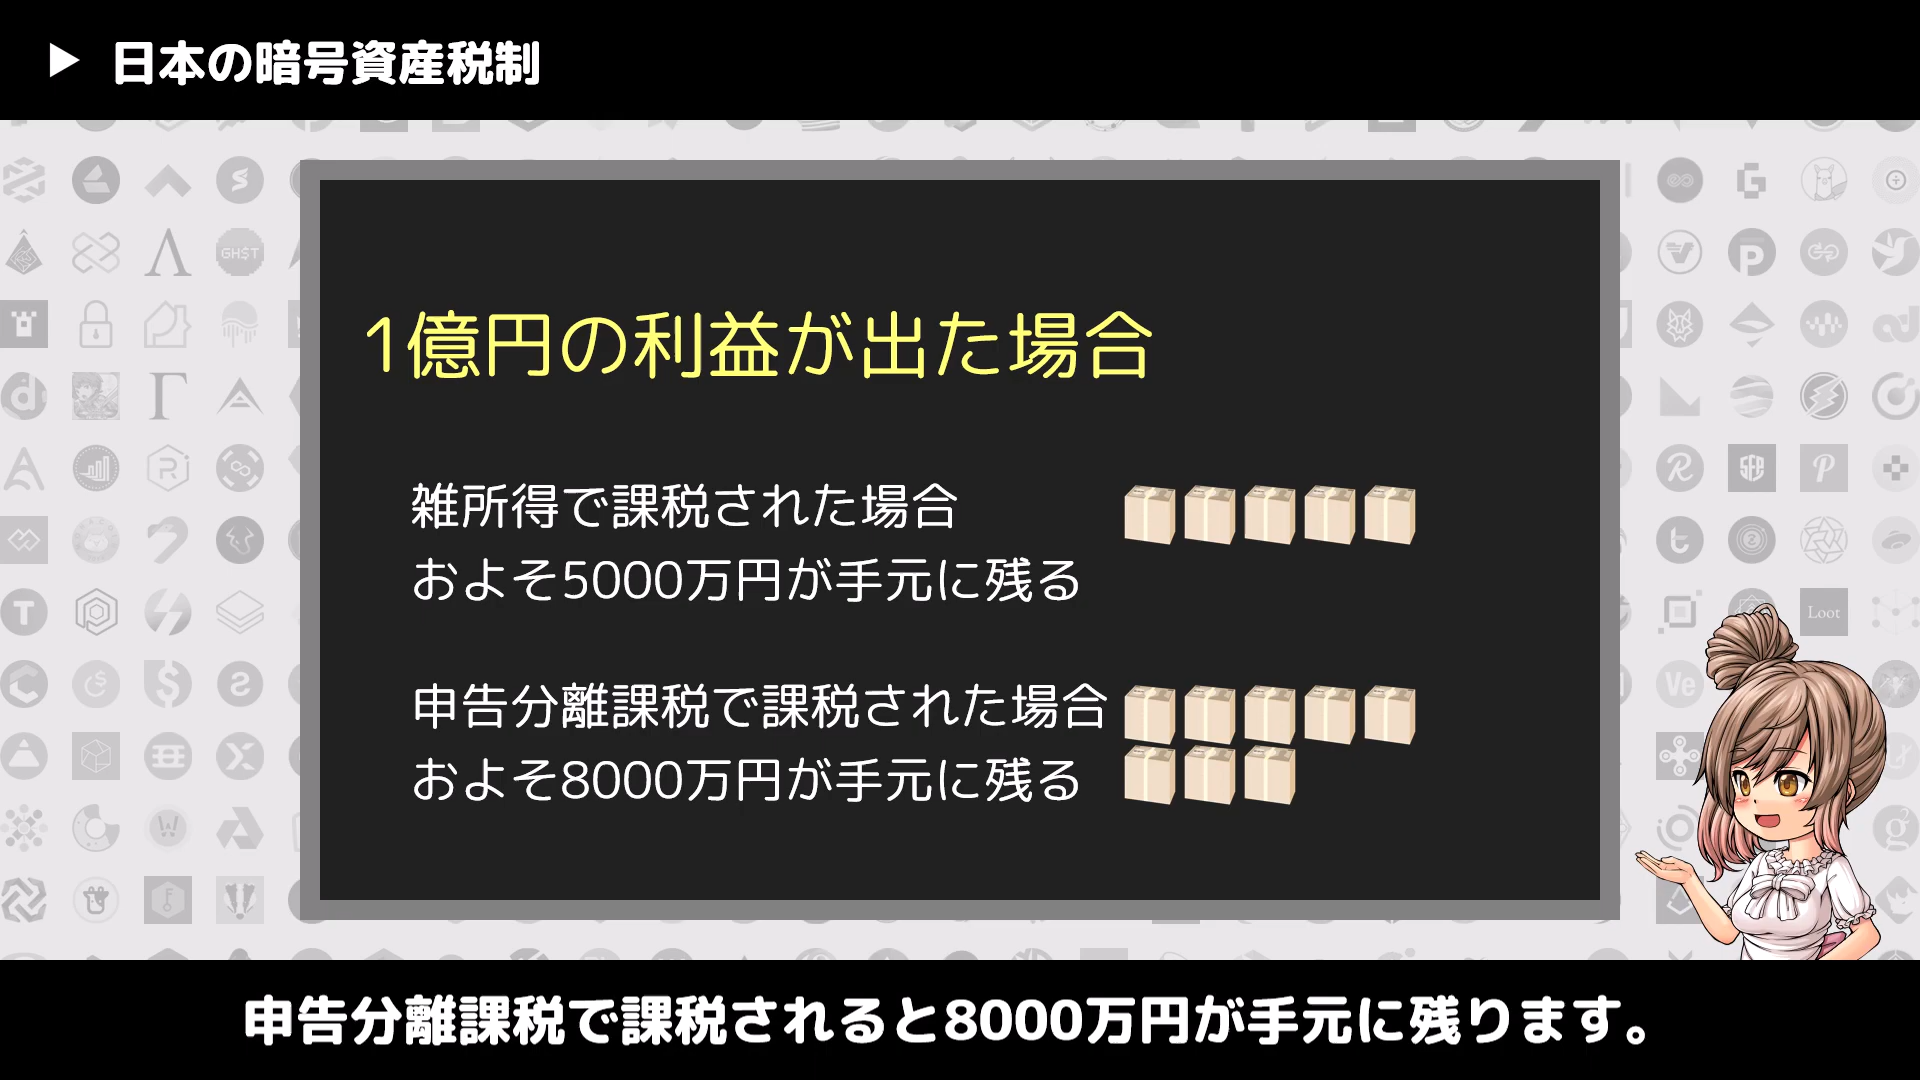 ▶ 日本の暗号資産税制
1億円の利益が出た場合
雑所得で課税された場合
およそ5000万円が手元に残る
申告分離課税で課税された場合
およそ8000万円が手元に残る
GHST
SFP
Loot
Ve
申告分離課税で課税されると8000万円が手元に残ります。